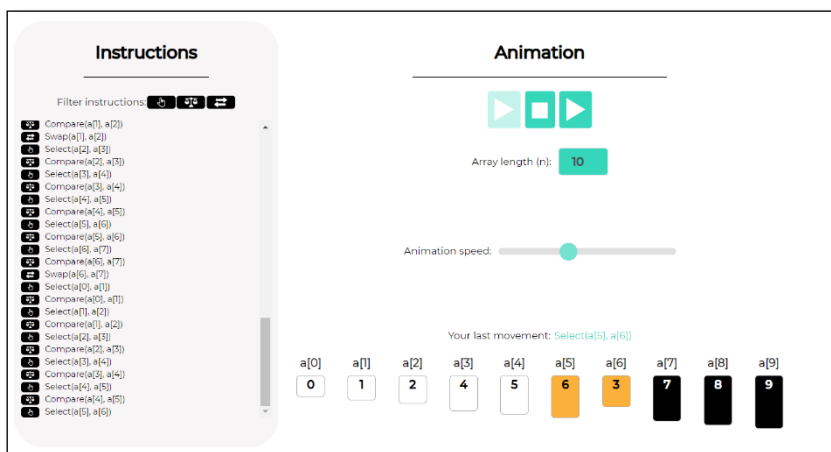 Instructions
Filter instructions:
Compare(a[1], a[2])
Swap(a[1], a[2])
Select(a[2], a[3])
Compare(a[2], a[3])
Select(a[3], a[4])
Compare(a[3], a[4])
Select(a[4], a[5])
Compare(a[4], a[5])
Select(a[5], a[6])
Compare(a[5], a[6])
Select(a[6], a[7])
Compare(a[6], a[7])
Swap(a[6], a[7])
Select(a[0], a[1])
Compare(a[0], a[1])
Select(a[1], a[2])
Compare(a[1], a[2])
Select(a[2], a[3])
Compare(a[2], a[3])
Select(a[3], a[4])
Compare(a[3], a[4])
Select(a[4], a[5])
Compare(a[4], a[5])
Select(a[5], a[6])
Animation
Array length (n): 10
Animation speed:
Your last movement: Select(a[5], a[6])
a[0] a[1] a[2] a[3] a[4] a[5] a[6] a[7] a[8] a[9]
0 1 2 4 5 6 3 7 8 9